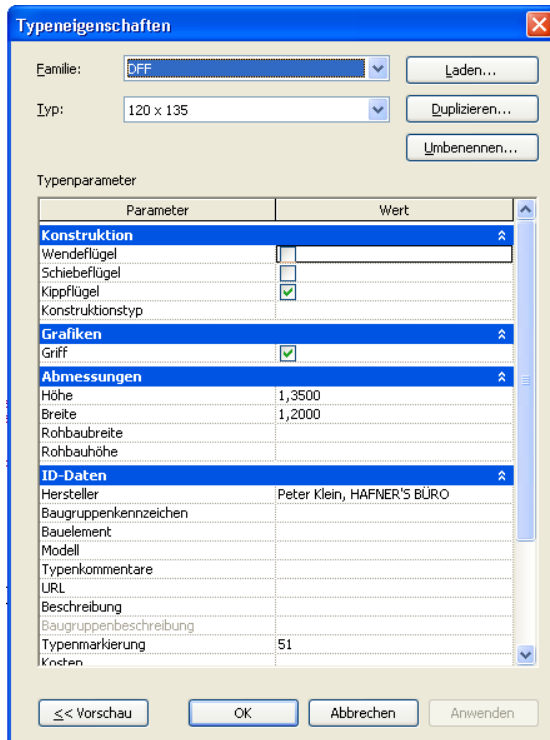 Typeneigenschaften
Familie: DFF Laden...
Typ: 120 x 135 Duplizieren...
Umbenennen...
Typenparameter
Parameter Wert
Konstruktion
Wendeflügel
Schiebeflügel
Kippflügel
Konstruktionstyp
Grafiken
Griff
Abmessungen
Höhe 1,3500
Breite 1,2000
Rohbaubreite
Rohbauhöhe
ID-Daten
Hersteller Peter Klein, HAFNER'S BÜRO
Baugruppenkennzeichen
Bauelement
Modell
Typenkommentare
URL
Beschreibung
Baugruppenbeschreibung
Typenmarkierung 51
Kosten
<< Vorschau OK Abbrechen Anwenden